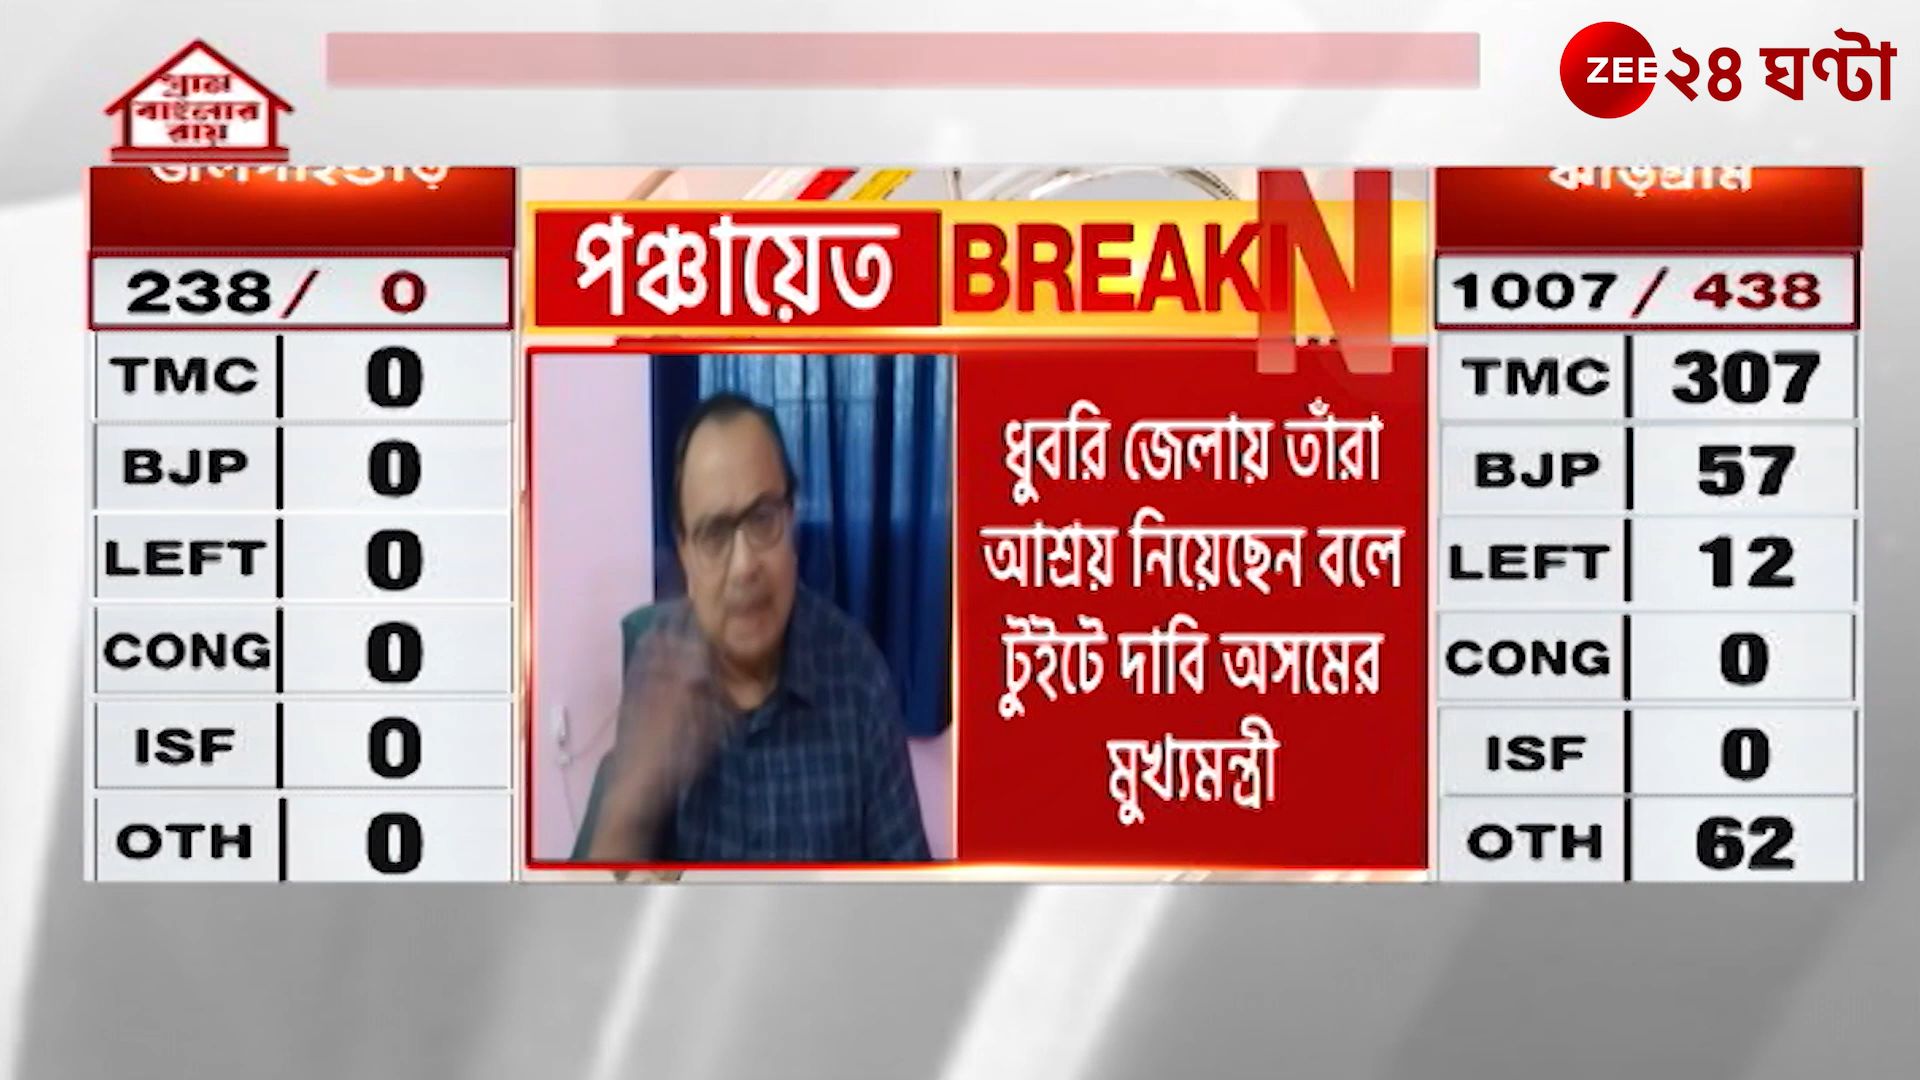 গ্রাম
বাংলার
রায়
ZEE ২৪ ঘণ্টা
238 / 0
TMC 0
BJP 0
LEFT 0
CONG 0
ISF 0
OTH 0
পঞ্চায়েত BREAKIN
ধুবরি জেলায় তাঁরা
আশ্রয় নিয়েছেন বলে
টুইটে দাবি অসমের
মুখ্যমন্ত্রী
ঝাড়গ্রাম
1007 / 438
TMC 307
BJP 57
LEFT 12
CONG 0
ISF 0
OTH 62